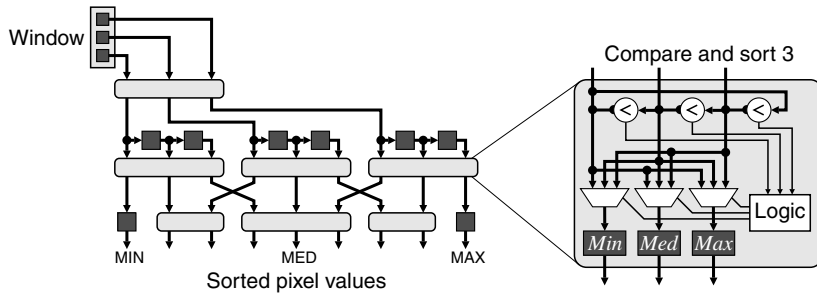 Window
Compare and sort 3
< < <
Logic
Min Med Max
MIN MED MAX
Sorted pixel values